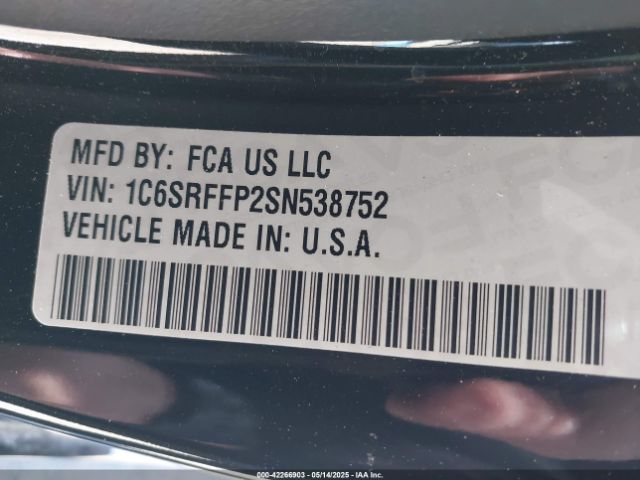 MFD BY: FCA US LLC
VIN: 1C6SRFFP2SN538752
VEHICLE MADE IN: U.S.A.
000-42266903 - 05/14/2025 - IAA Inc.